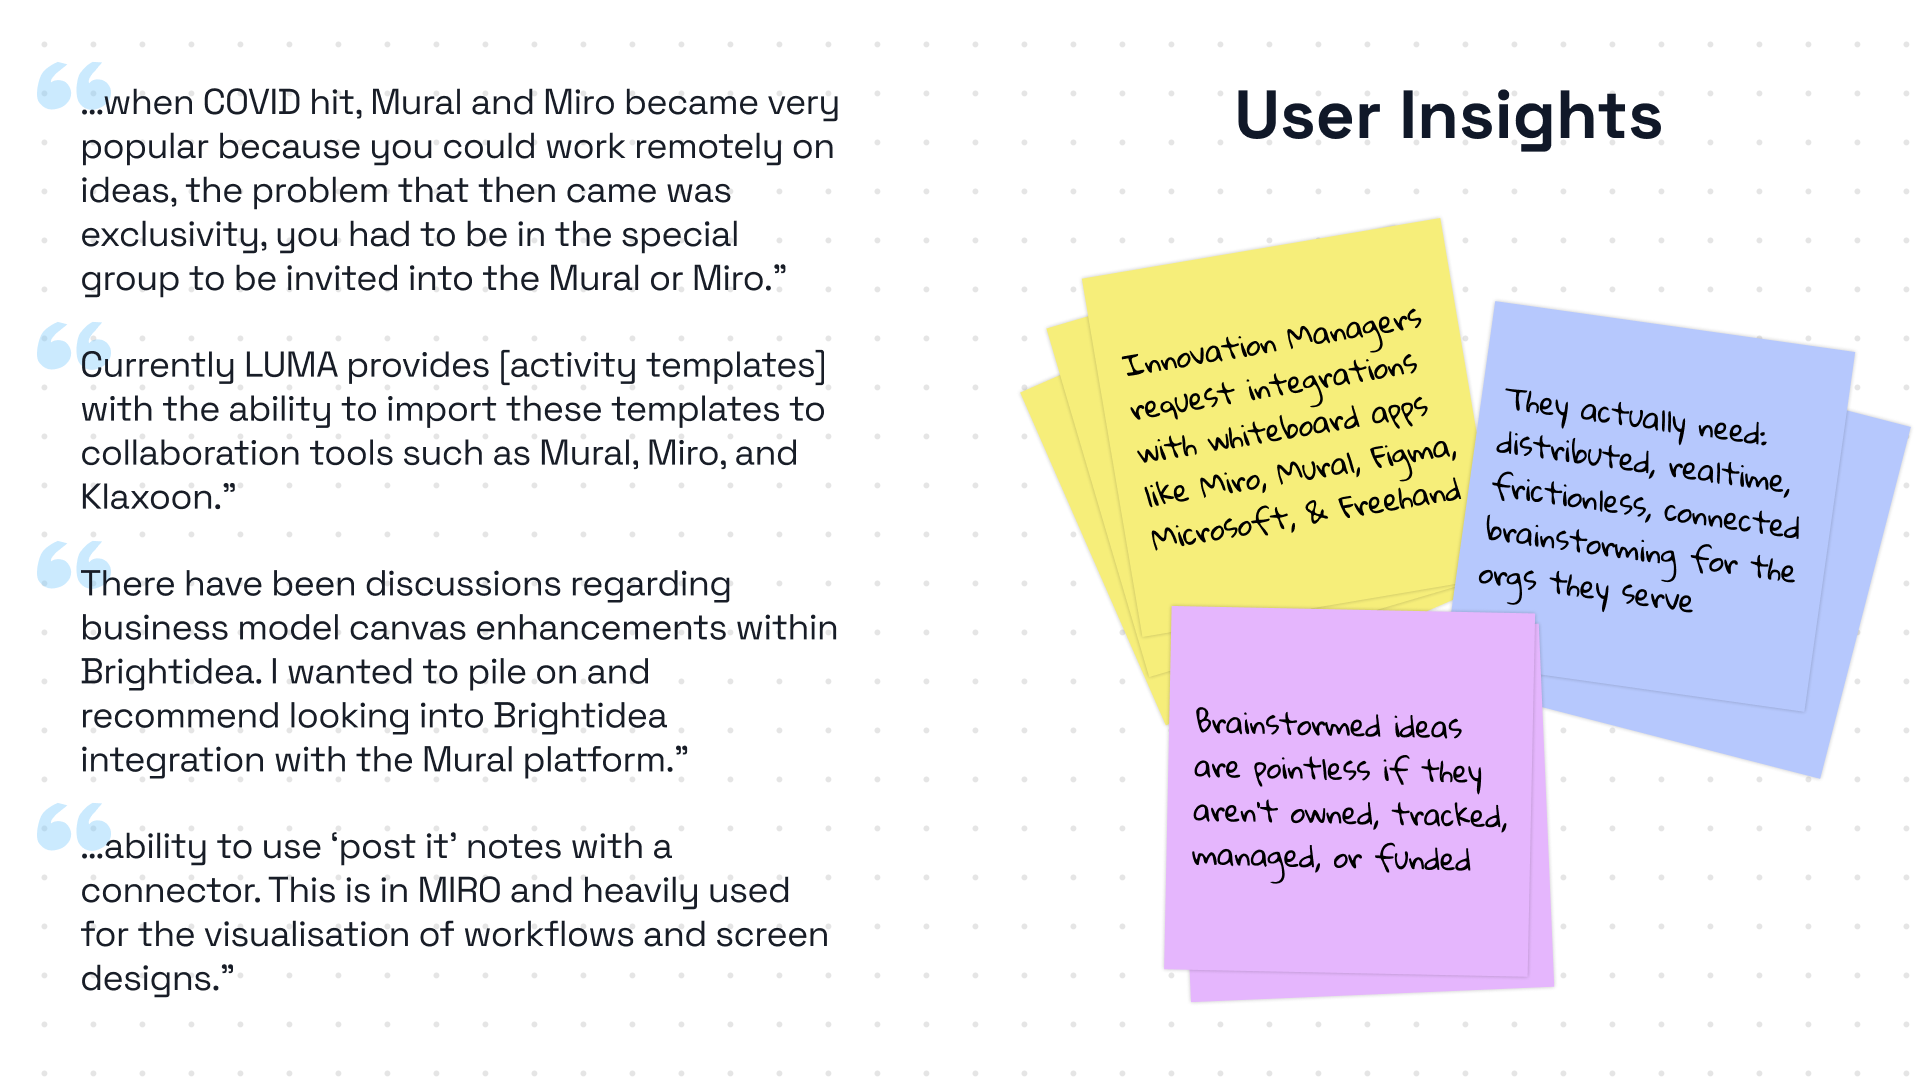 “
…when COVID hit, Mural and Miro became very
popular because you could work remotely on
ideas, the problem that then came was
exclusivity, you had to be in the special
group to be invited into the Mural or Miro.”
“
Currently LUMA provides [activity templates]
with the ability to import these templates to
collaboration tools such as Mural, Miro, and
Klaxoon.”
“
There have been discussions regarding
business model canvas enhancements within
Brightidea. I wanted to pile on and
recommend looking into Brightidea
integration with the Mural platform.”
“
…ability to use ‘post it’ notes with a
connector. This is in MIRO and heavily used
for the visualisation of workflows and screen
designs.”
User Insights
Innovation Managers
request integrations
with whiteboard apps
like Miro, Mural, Figma,
Microsoft, & Freehand
They actually need:
distributed, realtime,
frictionless, connected
brainstorming for the
orgs they serve
Brainstormed ideas
are pointless if they
aren't owned, tracked,
managed, or funded